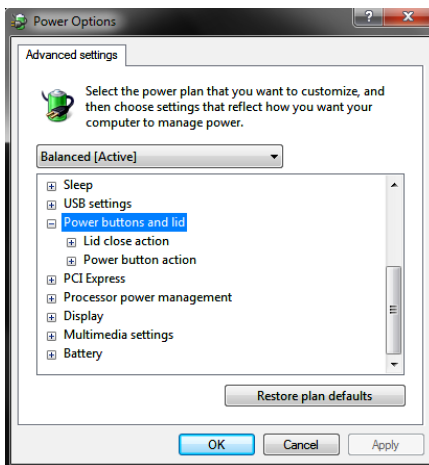 Power Options
Advanced settings
Select the power plan that you want to customize, and
then choose settings that reflect how you want your
computer to manage power.
Balanced [Active]
Sleep
USB settings
Power buttons and lid
Lid close action
Power button action
PCI Express
Processor power management
Display
Multimedia settings
Battery
Restore plan defaults
OK
Cancel
Apply